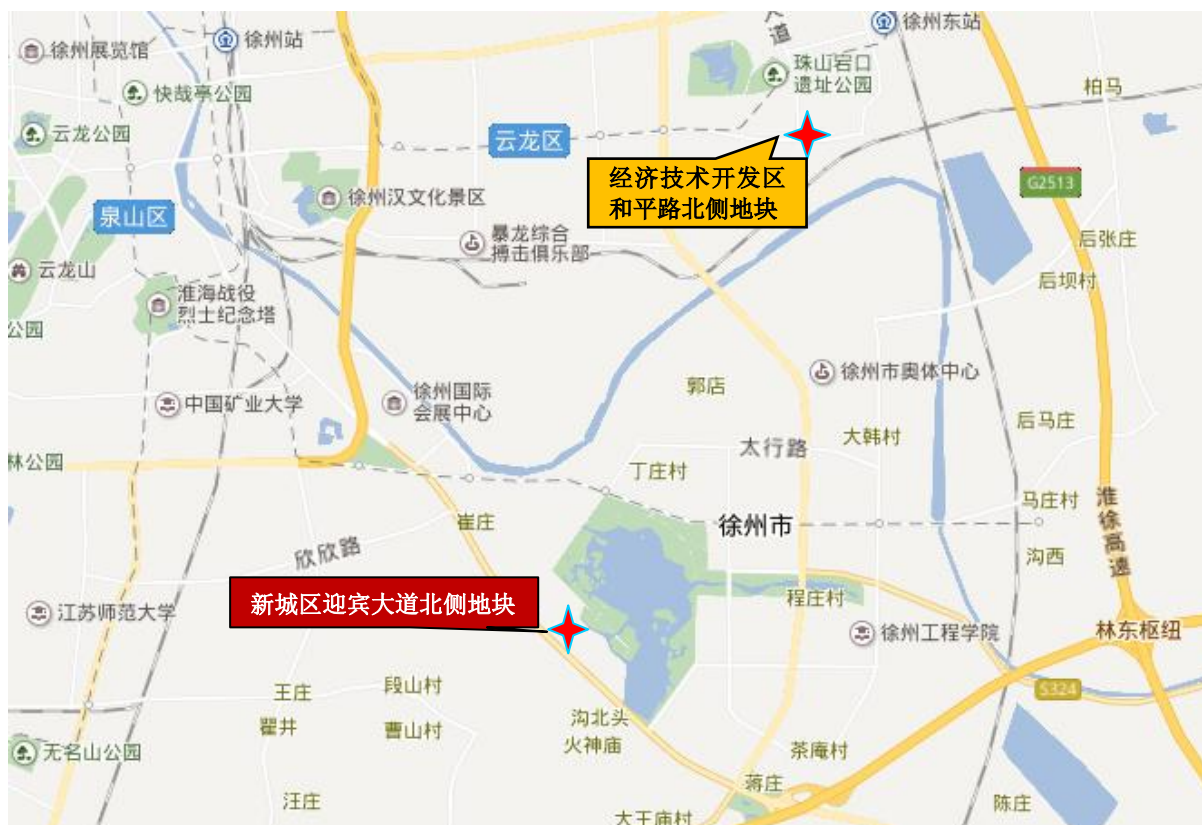 徐州展览馆
徐州站
大
道
徐州东站
快哉亭公园
珠山宕口
遗址公园
柏马
云龙公园
云龙区
经济技术开发区
和平路北侧地块
G2513
徐州汉文化景区
泉山区
暴龙综合
搏击俱乐部
后张庄
云龙山
后坝村
淮海战役
烈士纪念塔
公园
徐州国际
会展中心
郭店
徐州市奥体中心
中国矿业大学
后马庄
太行路
大韩村
林公园
丁庄村
马庄村
淮徐高速
崔庄
徐州市
欣欣路
沟西
新城区迎宾大道北侧地块
江苏师范大学
程庄村
徐州工程学院
林东枢纽
王庄
段山村
S324
翟井
曹山村
沟北头
火神庙
无名山公园
茶庵村
汪庄
蒋庄
大王庙村
陈庄